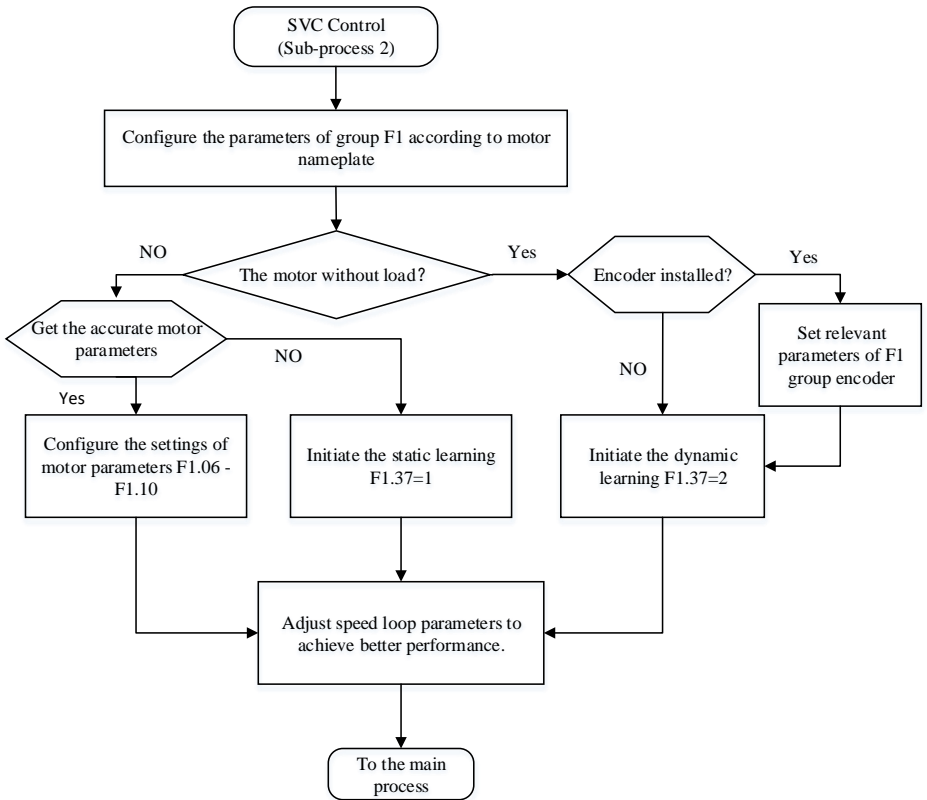 SVC Control
(Sub-process 2)
Configure the parameters of group F1 according to motor
nameplate
NO
The motor without load?
Yes
Encoder installed?
Yes
Get the accurate motor
parameters
NO
Yes
NO
Set relevant
parameters of F1
group encoder
Configure the settings of
motor parameters F1.06 -
F1.10
Initiate the static learning
F1.37=1
Initiate the dynamic
learning F1.37=2
Adjust speed loop parameters to
achieve better performance.
To the main
process